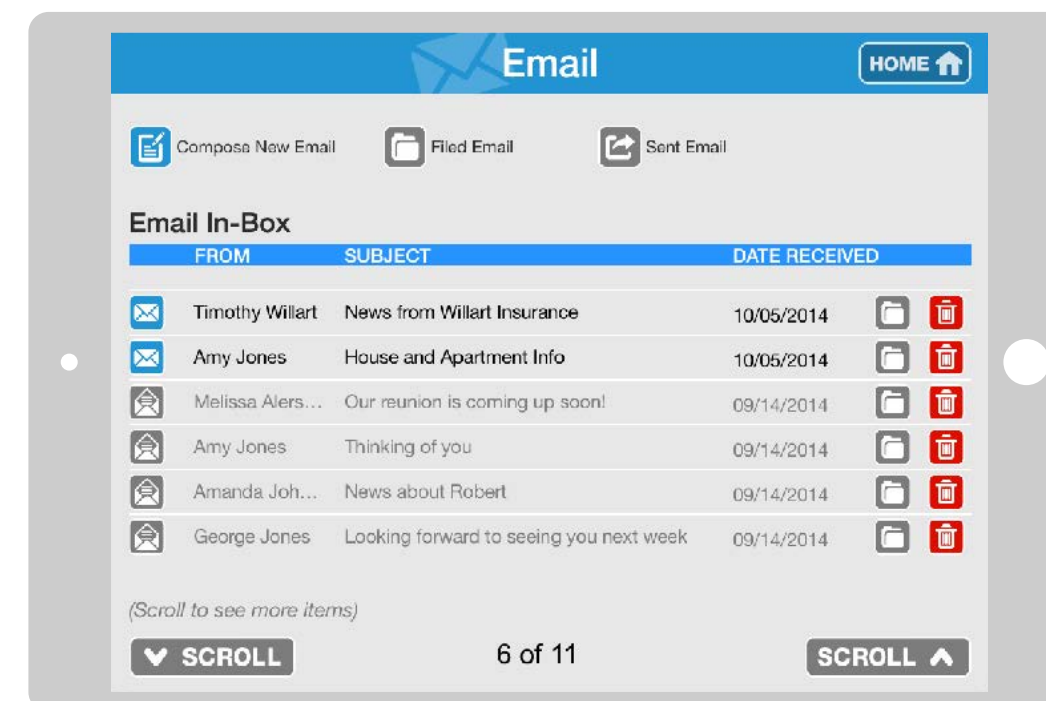 Email
HOME
Compose New Email Filed Email Sent Email
Email In-Box
FROM SUBJECT DATE RECEIVED
Timothy Willart News from Willart Insurance 10/05/2014
Amy Jones House and Apartment Info 10/05/2014
Melissa Alers... Our reunion is coming up soon! 09/14/2014
Amy Jones Thinking of you 09/14/2014
Amanda Joh... News about Robert 09/14/2014
George Jones Looking forward to seeing you next week 09/14/2014
(Scroll to see more items)
SCROLL 6 of 11 SCROLL